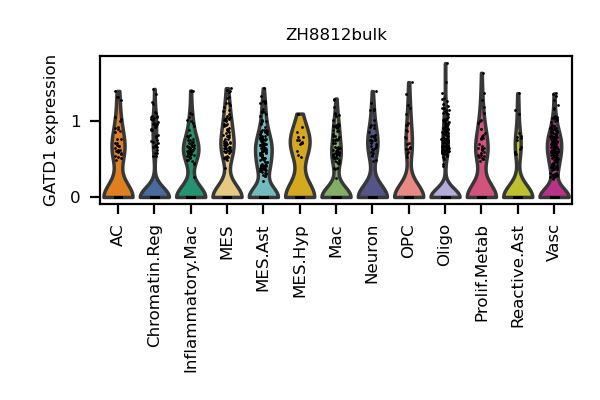 ZH8812bulk
GATD1 expression
1
0
AC
Chromatin.Reg
Inflammatory.Mac
MES
MES.Ast
MES.Hyp
Mac
Neuron
OPC
Oligo
Prolif.Metab
Reactive.Ast
Vasc